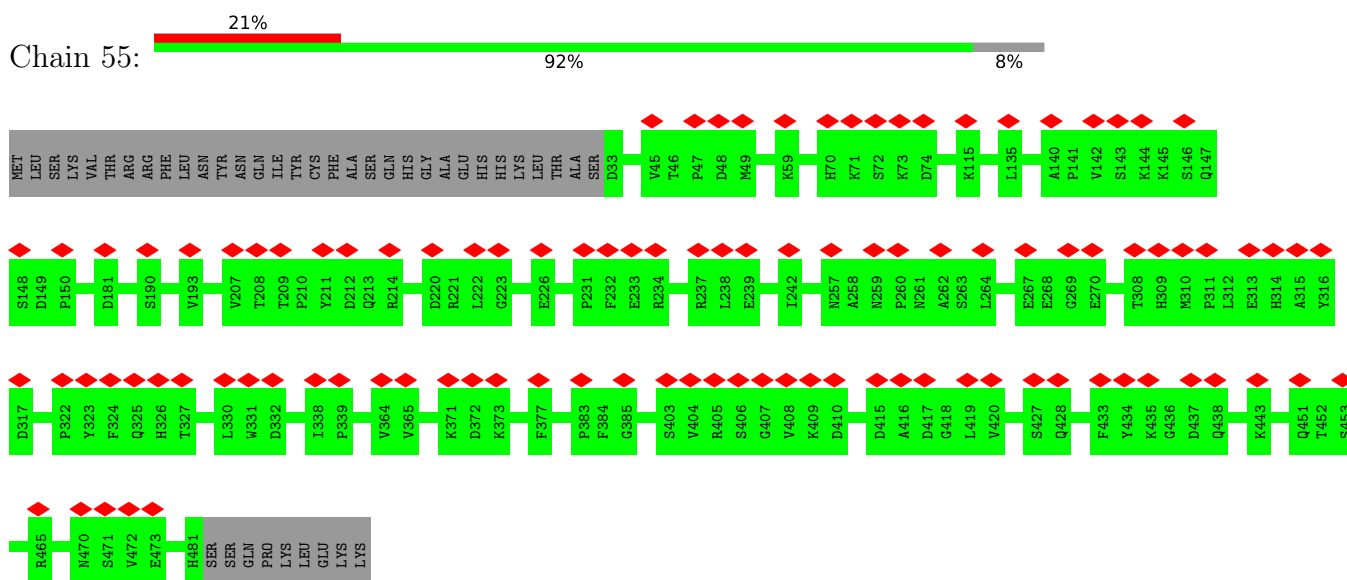 21%
Chain 55:
92% 8%
MET LEU SER LYS VAL THR ARG ARG PHE LEU ASN TYR ASN GLN ILE TYR CYS PHE ALA SER GLN HIS GLY ALA GLU HIS HIS LYS LEU THR ALA SER D33 V45 T46 P47 D48 M49 K59 H70 K71 S72 K73 D74 K115 L135 A140 P141 V142 S143 K144 K145 S146 Q147
S148 D149 P150 D181 S190 V193 V207 T208 T209 P210 Y211 D212 Q213 R214 D220 R221 L222 G223 E226 P231 F232 E233 R234 R237 L238 E239 I242 N257 A258 N259 P260 N261 A262 S263 L264 E267 E268 G269 E270 T308 H309 M310 P311 L312 E313 H314 A315 Y316
D317 P322 Y323 F324 Q325 H326 T327 L330 W331 D332 I338 P339 V364 V365 K371 D372 K373 F377 P383 F384 G385 S403 V404 R405 S406 G407 V408 K409 D410 D415 A416 D417 G418 L419 V420 S427 Q428 F433 Y434 K435 G436 D437 Q438 K443 Q451 T452 S453
R465 N470 S471 V472 E473 H481 SER SER GLN PRO LYS LEU GLU LYS LYS